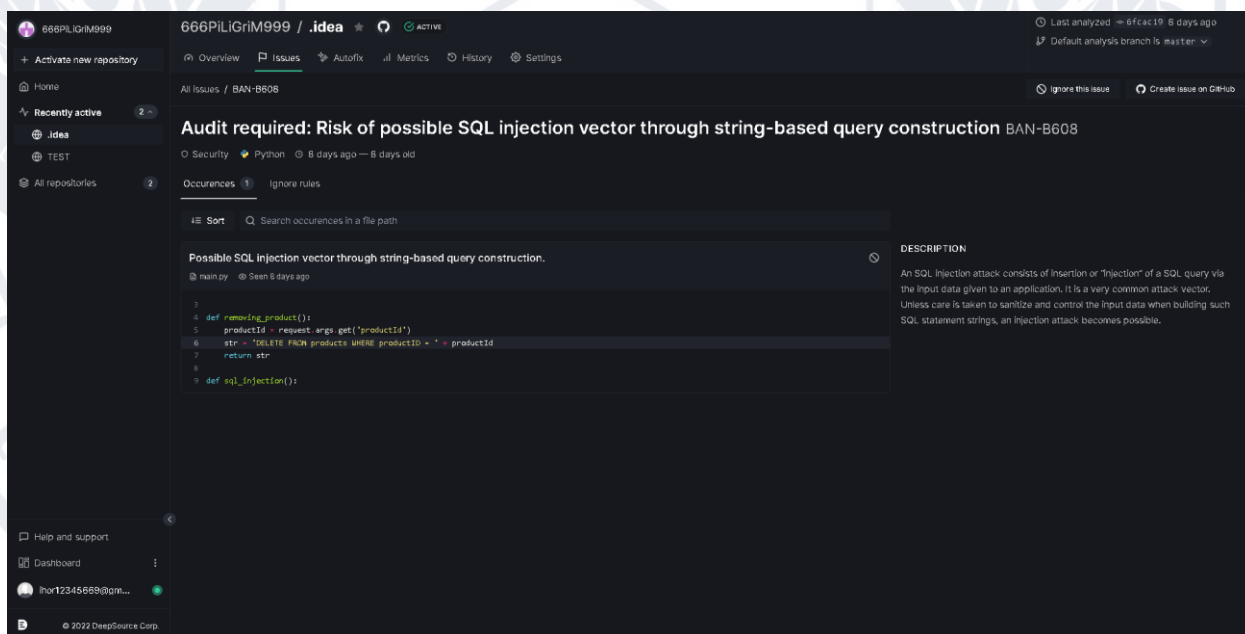 666PiLiGriM999
+ Activate new repository
Home
Recently active 2
.idea
TEST
All repositories 2
Help and support
Dashboard
ihor12345669@gm...
© 2022 DeepSource Corp.
666PiLiGriM999 / .idea ACTIVE
Last analyzed 6fcac19 8 days ago
Default analysis branch is master
Overview Issues Autofix Metrics History Settings
All issues / BAN-B608
Ignore this issue Create issue on GitHub
Audit required: Risk of possible SQL injection vector through string-based query construction BAN-B608
Security Python 8 days ago — 8 days old
Occurences 1 Ignore rules
Sort Search occurences in a file path
Possible SQL injection vector through string-based query construction.
main.py Seen 8 days ago
3
4 def removing_product():
5 productId = request.args.get('productId')
6 str = 'DELETE FROM products WHERE productID = ' + productId
7 return str
8
9 def sql_injection():
DESCRIPTION
An SQL injection attack consists of insertion or "injection" of a SQL query via
the input data given to an application. It is a very common attack vector.
Unless care is taken to sanitize and control the input data when building such
SQL statement strings, an injection attack becomes possible.